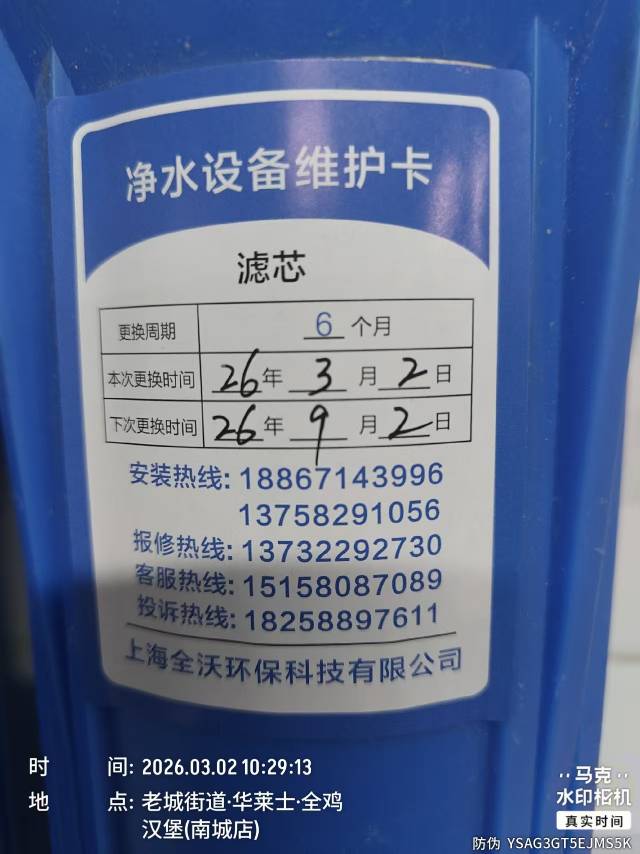 净水设备维护卡
滤芯
更换周期 6 个月
本次更换时间 26年 3 月 2 日
下次更换时间 26年 9 月 2 日
安装热线: 18867143996
13758291056
报修热线: 13732292730
客服热线: 15158087089
投诉热线: 18258897611
上海全沃环保科技有限公司
时 间: 2026.03.02 10:29:13
地 点: 老城街道·华莱士·全鸡
汉堡(南城店)
马克
水印相机
真实时间
防伪 YSAG3GT5EJMS5K